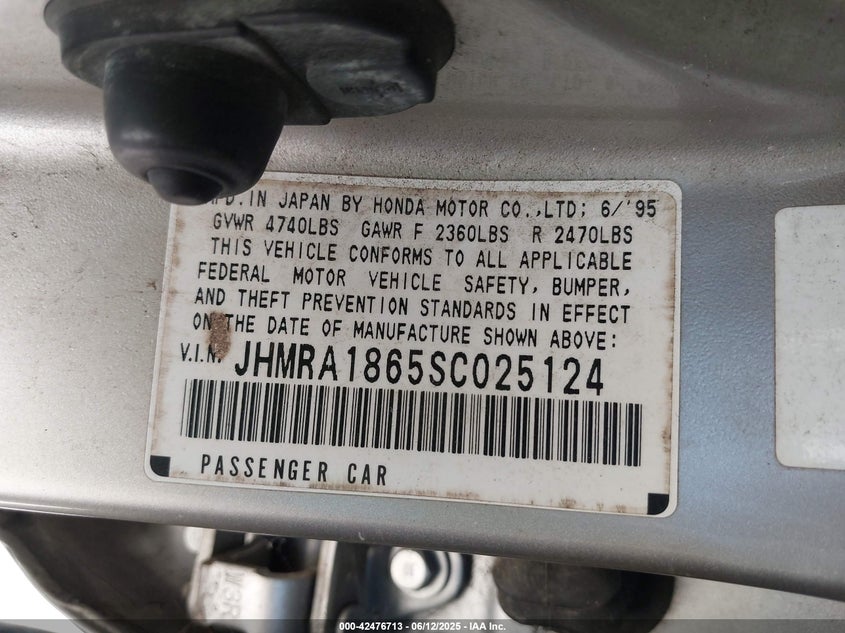 IN JAPAN BY HONDA MOTOR CO.,LTD; 6/'95
GVWR 4740LBS GAWR F 2360LBS R 2470LBS
THIS VEHICLE CONFORMS TO ALL APPLICABLE
FEDERAL MOTOR VEHICLE SAFETY, BUMPER,
AND THEFT PREVENTION STANDARDS IN EFFECT
ON THE DATE OF MANUFACTURE SHOWN ABOVE:
V.I.N. JHMRA1865SC025124
PASSENGER CAR
000-42476713 - 06/12/2025 - IAA Inc.